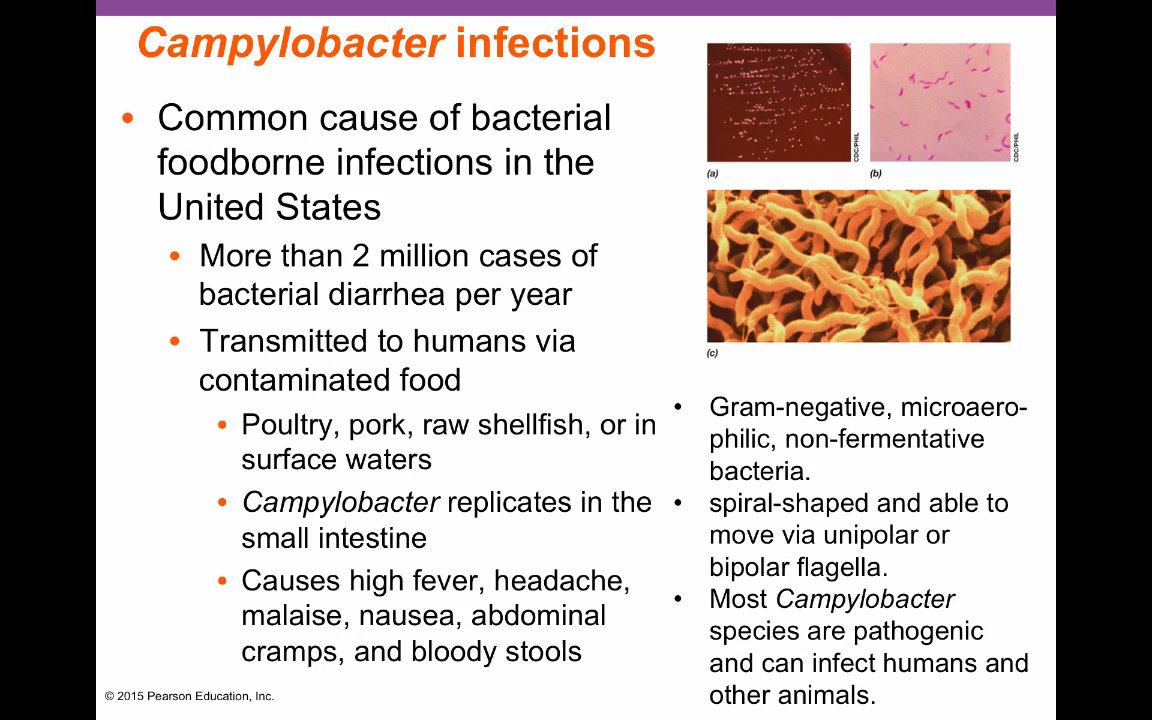 Campylobacter infections
• Common cause of bacterial
foodborne infections in the
United States
• More than 2 million cases of
bacterial diarrhea per year
• Transmitted to humans via
contaminated food
• Poultry, pork, raw shellfish, or in
surface waters
• Campylobacter replicates in the
small intestine
• Causes high fever, headache,
malaise, nausea, abdominal
cramps, and bloody stools
© 2015 Pearson Education, Inc.
CDC/PHIL
CDC/PHIL
(a)
(b)
(c)
• Gram-negative, microaero-
philic, non-fermentative
bacteria.
• spiral-shaped and able to
move via unipolar or
bipolar flagella.
• Most Campylobacter
species are pathogenic
and can infect humans and
other animals.